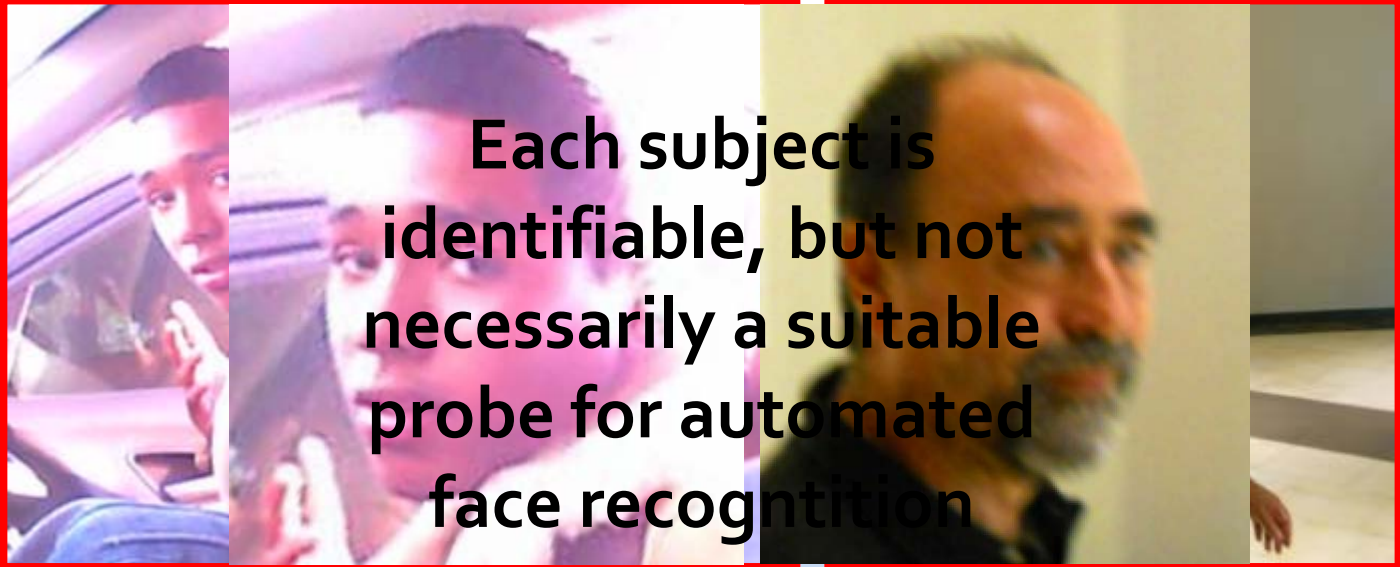 Each subject is
identifiable, but not
necessarily a suitable
probe for automated
face recogntition